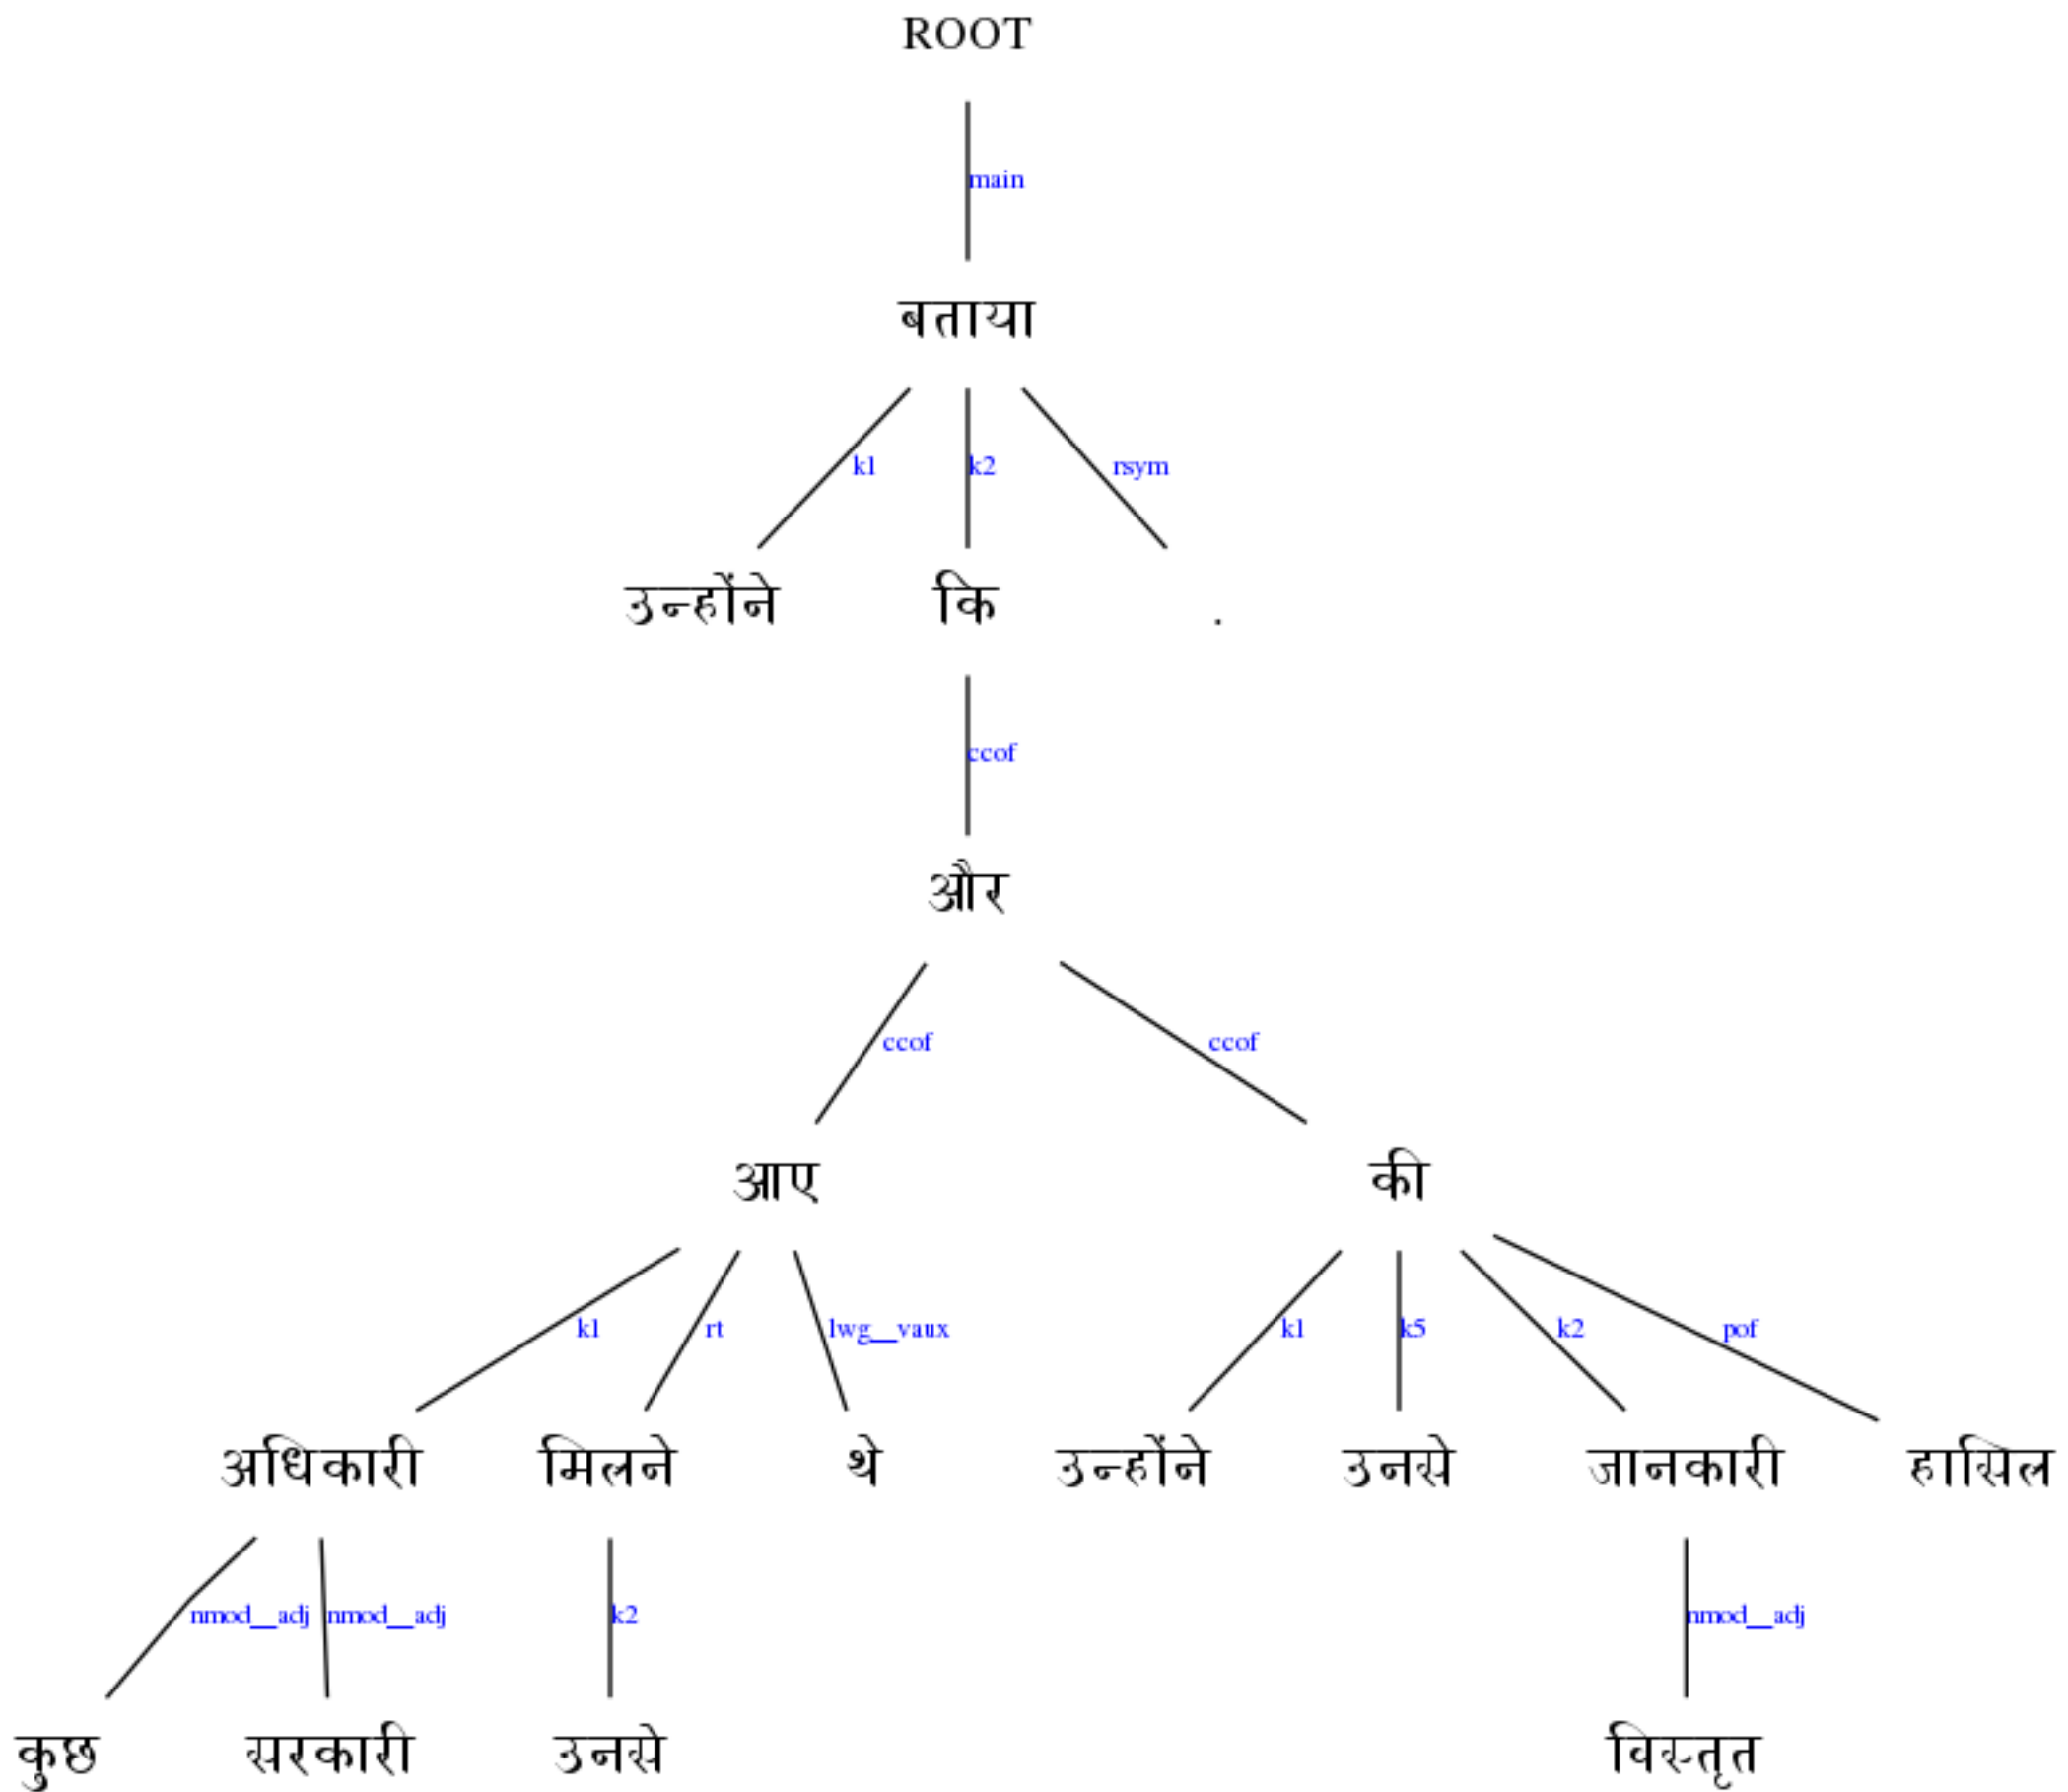 ROOT
main
बताया
k1 k2 rsym
उन्होंने कि .
ccof
और
ccof ccof
आए की
k1 rt lwg__vaux k1 k5 k2 pof
अधिकारी मिलने थे उन्होंने उनसे जानकारी हासिल
nmod__adj nmod__adj k2 nmod__adj
कुछ सरकारी उनसे विस्तृत